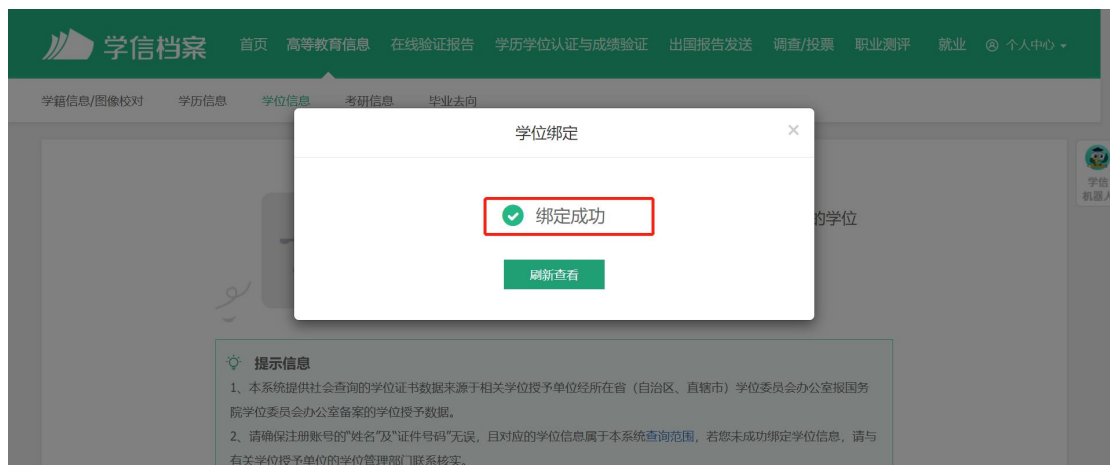 学信档案 首页 高等教育信息 在线验证报告 学历学位认证与成绩验证 出国报告发送 调查/投票 职业测评 就业 个人中心
学籍信息/图像校对 学历信息 学位信息 考研信息 毕业去向
学位绑定
学信
机器人
绑定成功
的学位
刷新查看
提示信息
1、本系统提供社会查询的学位证书数据来源于相关学位授予单位经所在省（自治区、直辖市）学位委员会办公室报国务
院学位委员会办公室备案的学位授予数据。
2、请确保注册账号的“姓名”及“证件号码”无误，且对应的学位信息属于本系统查询范围，若您未成功绑定学位信息，请与
有关学位授予单位的学位管理部门联系核实。